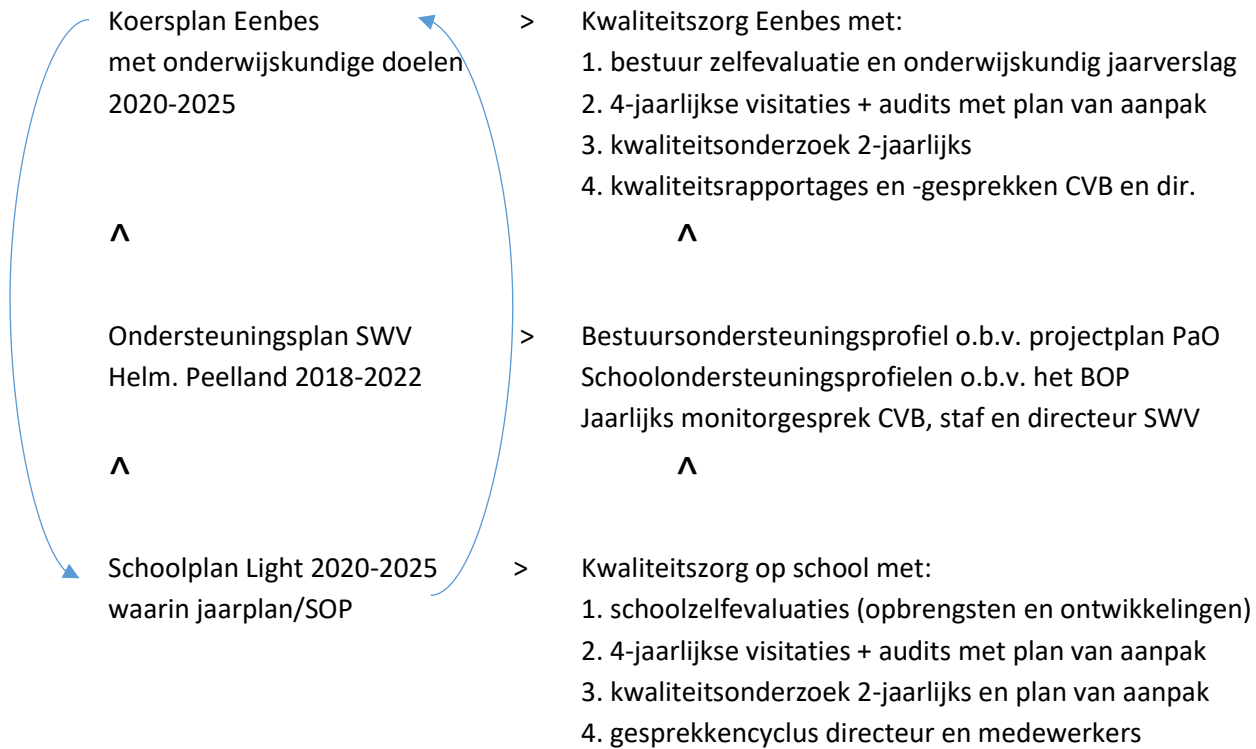 Koersplan Eenbes > Kwaliteitszorg Eenbes met:
met onderwijskundige doelen 1. bestuur zelfevaluatie en onderwijskundig jaarverslag
2020-2025 2. 4-jaarlijkse visitaties + audits met plan van aanpak
3. kwaliteitsonderzoek 2-jaarlijks
4. kwaliteitsrapportages en -gesprekken CVB en dir.
^ ^
Ondersteuningsplan SWV > Bestuursondersteuningsprofiel o.b.v. projectplan PaO
Helm. Peelland 2018-2022 Schoolondersteuningsprofielen o.b.v. het BOP
Jaarlijks monitorgesprek CVB, staf en directeur SWV
^ ^
Schoolplan Light 2020-2025 > Kwaliteitszorg op school met:
waarin jaarplan/SOP 1. schoolzelfevaluaties (opbrengsten en ontwikkelingen)
2. 4-jaarlijkse visitaties + audits met plan van aanpak
3. kwaliteitsonderzoek 2-jaarlijks en plan van aanpak
4. gesprekkencyclus directeur en medewerkers